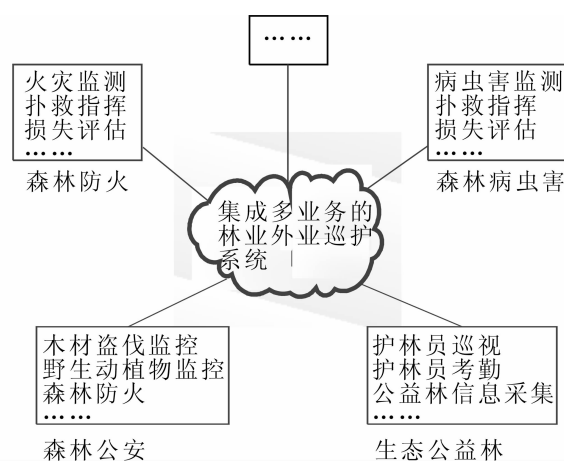 ……
火灾监测
扑救指挥
损失评估
……
森林防火
病虫害监测
扑救指挥
损失评估
……
森林病虫害
集成多业务的
林业外业巡护
系统
木材盗伐监控
野生动植物监控
森林防火
……
森林公安
护林员巡视
护林员考勤
公益林信息采集
……
生态公益林